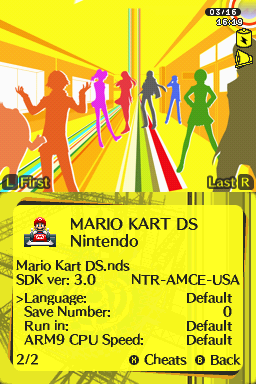 03/16
16:19
L First
Last R
MARIO KART DS
Nintendo
Mario Kart DS.nds
SDK ver: 3.0 NTR-AMCE-USA
>Language: Default
Save Number: 0
Run in: Default
ARM9 CPU Speed: Default
2/2 X Cheats B Back